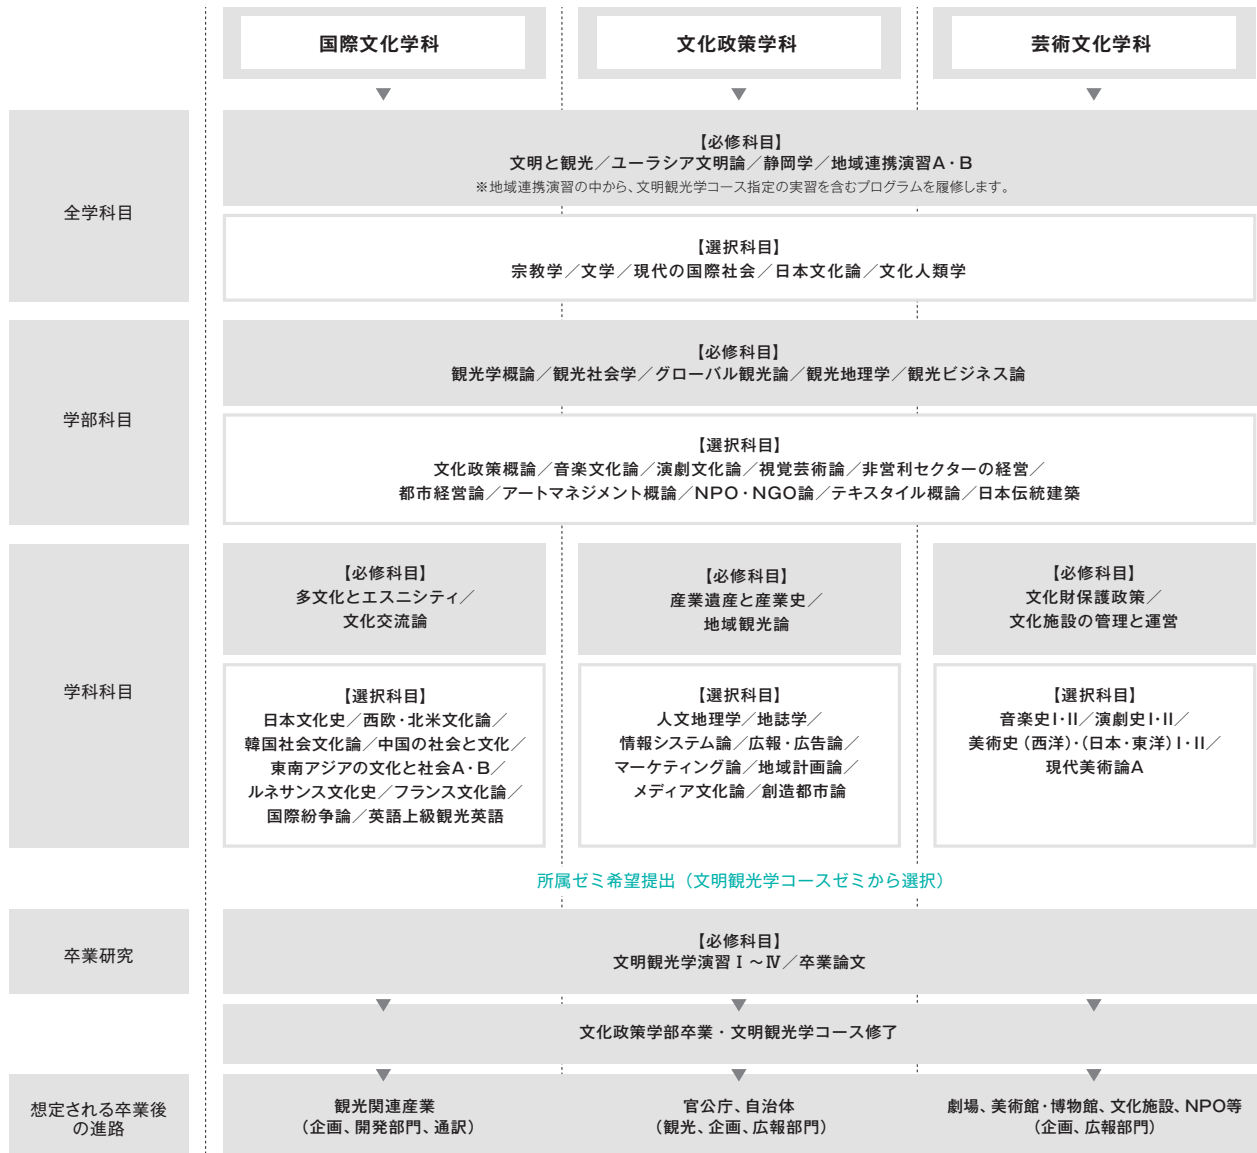 国際文化学科
文化政策学科
芸術文化学科
全学科目
【必修科目】
文明と観光／ユーラシア文明論／静岡学／地域連携演習A・B
※地域連携演習の中から、文明観光学コース指定の実習を含むプログラムを履修します。
【選択科目】
宗教学／文学／現代の国際社会／日本文化論／文化人類学
学部科目
【必修科目】
観光学概論／観光社会学／グローバル観光論／観光地理学／観光ビジネス論
【選択科目】
文化政策概論／音楽文化論／演劇文化論／視覚芸術論／非営利セクターの経営／
都市経営論／アートマネジメント概論／NPO・NGO論／テキスタイル概論／日本伝統建築
学科科目
【必修科目】
多文化とエスニシティ／
文化交流論
【必修科目】
産業遺産と産業史／
地域観光論
【必修科目】
文化財保護政策／
文化施設の管理と運営
【選択科目】
日本文化史／西欧・北米文化論／
韓国社会文化論／中国の社会と文化／
東南アジアの文化と社会A・B／
ルネサンス文化史／フランス文化論／
国際紛争論／英語上級観光英語
【選択科目】
人文地理学／地誌学／
情報システム論／広報・広告論／
マーケティング論／地域計画論／
メディア文化論／創造都市論
【選択科目】
音楽史I・II／演劇史I・II／
美術史（西洋）・（日本・東洋）I・II／
現代美術論A
所属ゼミ希望提出（文明観光学コースゼミから選択）
卒業研究
【必修科目】
文明観光学演習Ⅰ～Ⅳ／卒業論文
文化政策学部卒業・文明観光学コース修了
想定される卒業後
の進路
観光関連産業
（企画、開発部門、通訳）
官公庁、自治体
（観光、企画、広報部門）
劇場、美術館・博物館、文化施設、NPO等
（企画、広報部門）